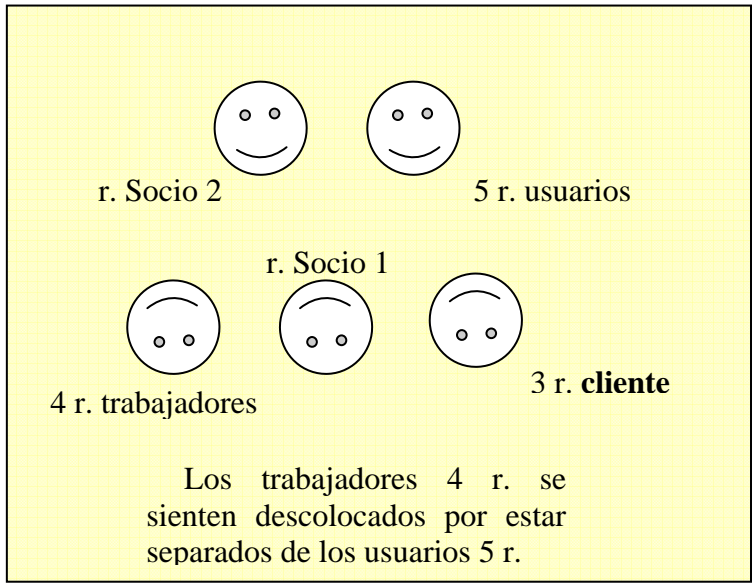 r. Socio 2
5 r. usuarios
r. Socio 1
3 r. cliente
4 r. trabajadores
Los trabajadores 4 r. se
sienten descolocados por estar
separados de los usuarios 5 r.